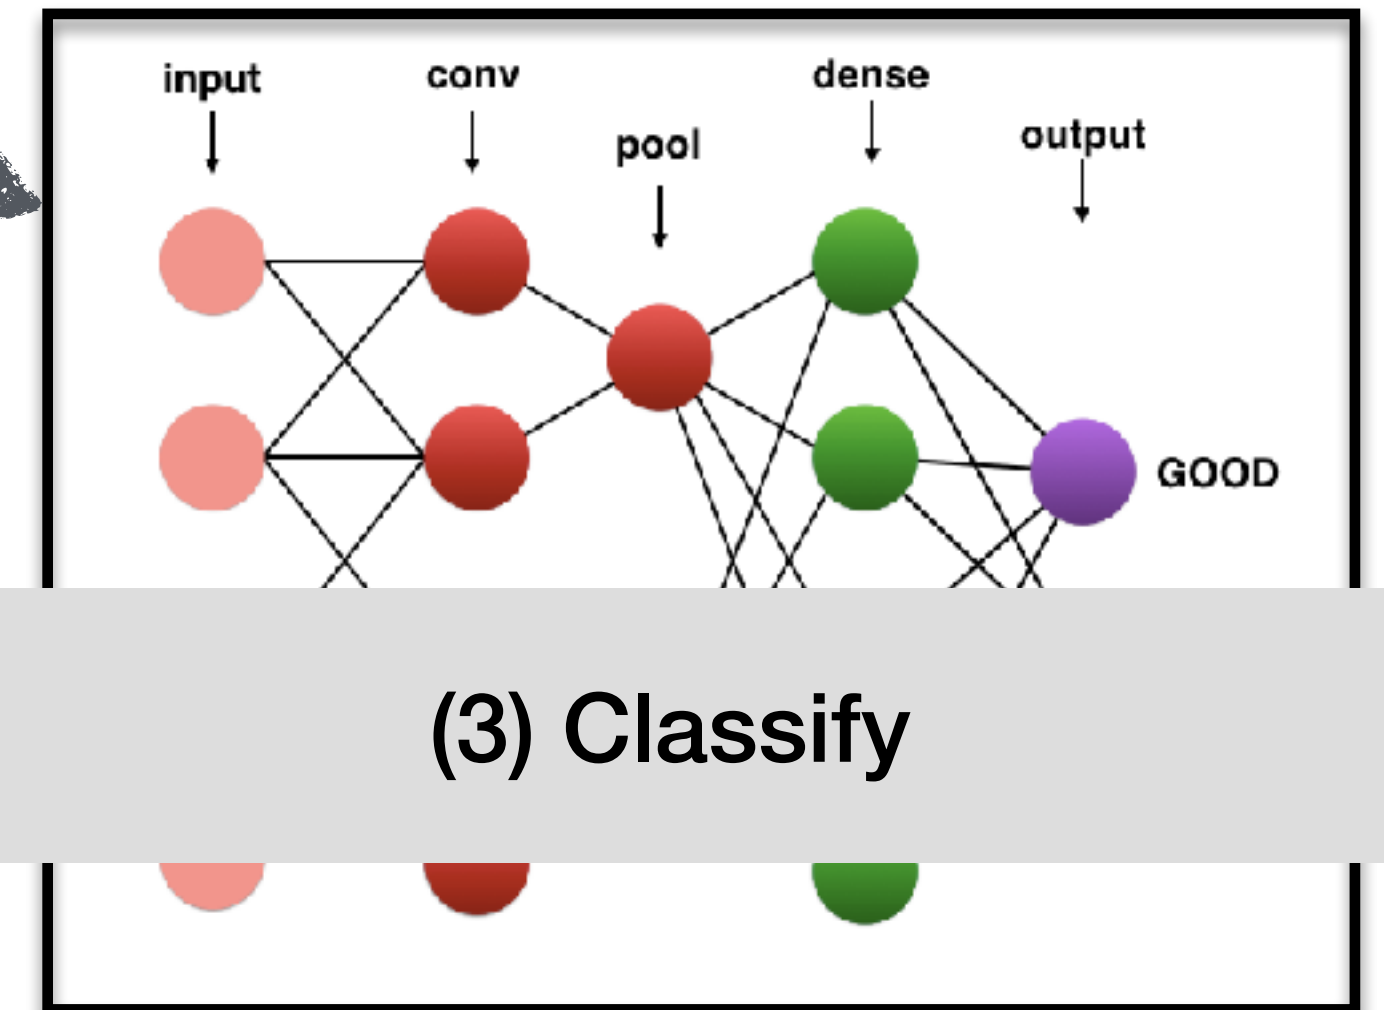 input
conv
pool
dense
output
GOOD
(3) Classify